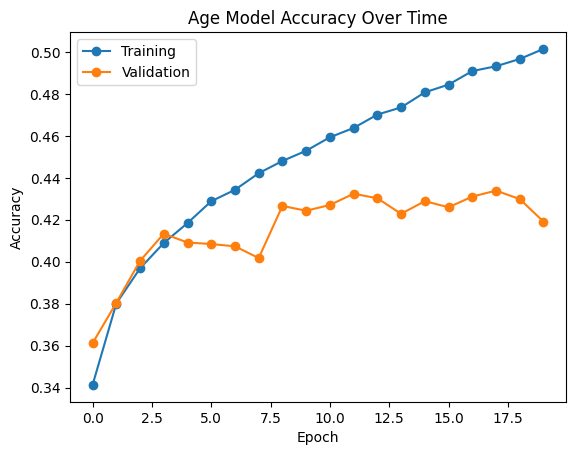 Age Model Accuracy Over Time
Training
Validation
Accuracy
0.50
0.48
0.46
0.44
0.42
0.40
0.38
0.36
0.34
0.0 2.5 5.0 7.5 10.0 12.5 15.0 17.5
Epoch